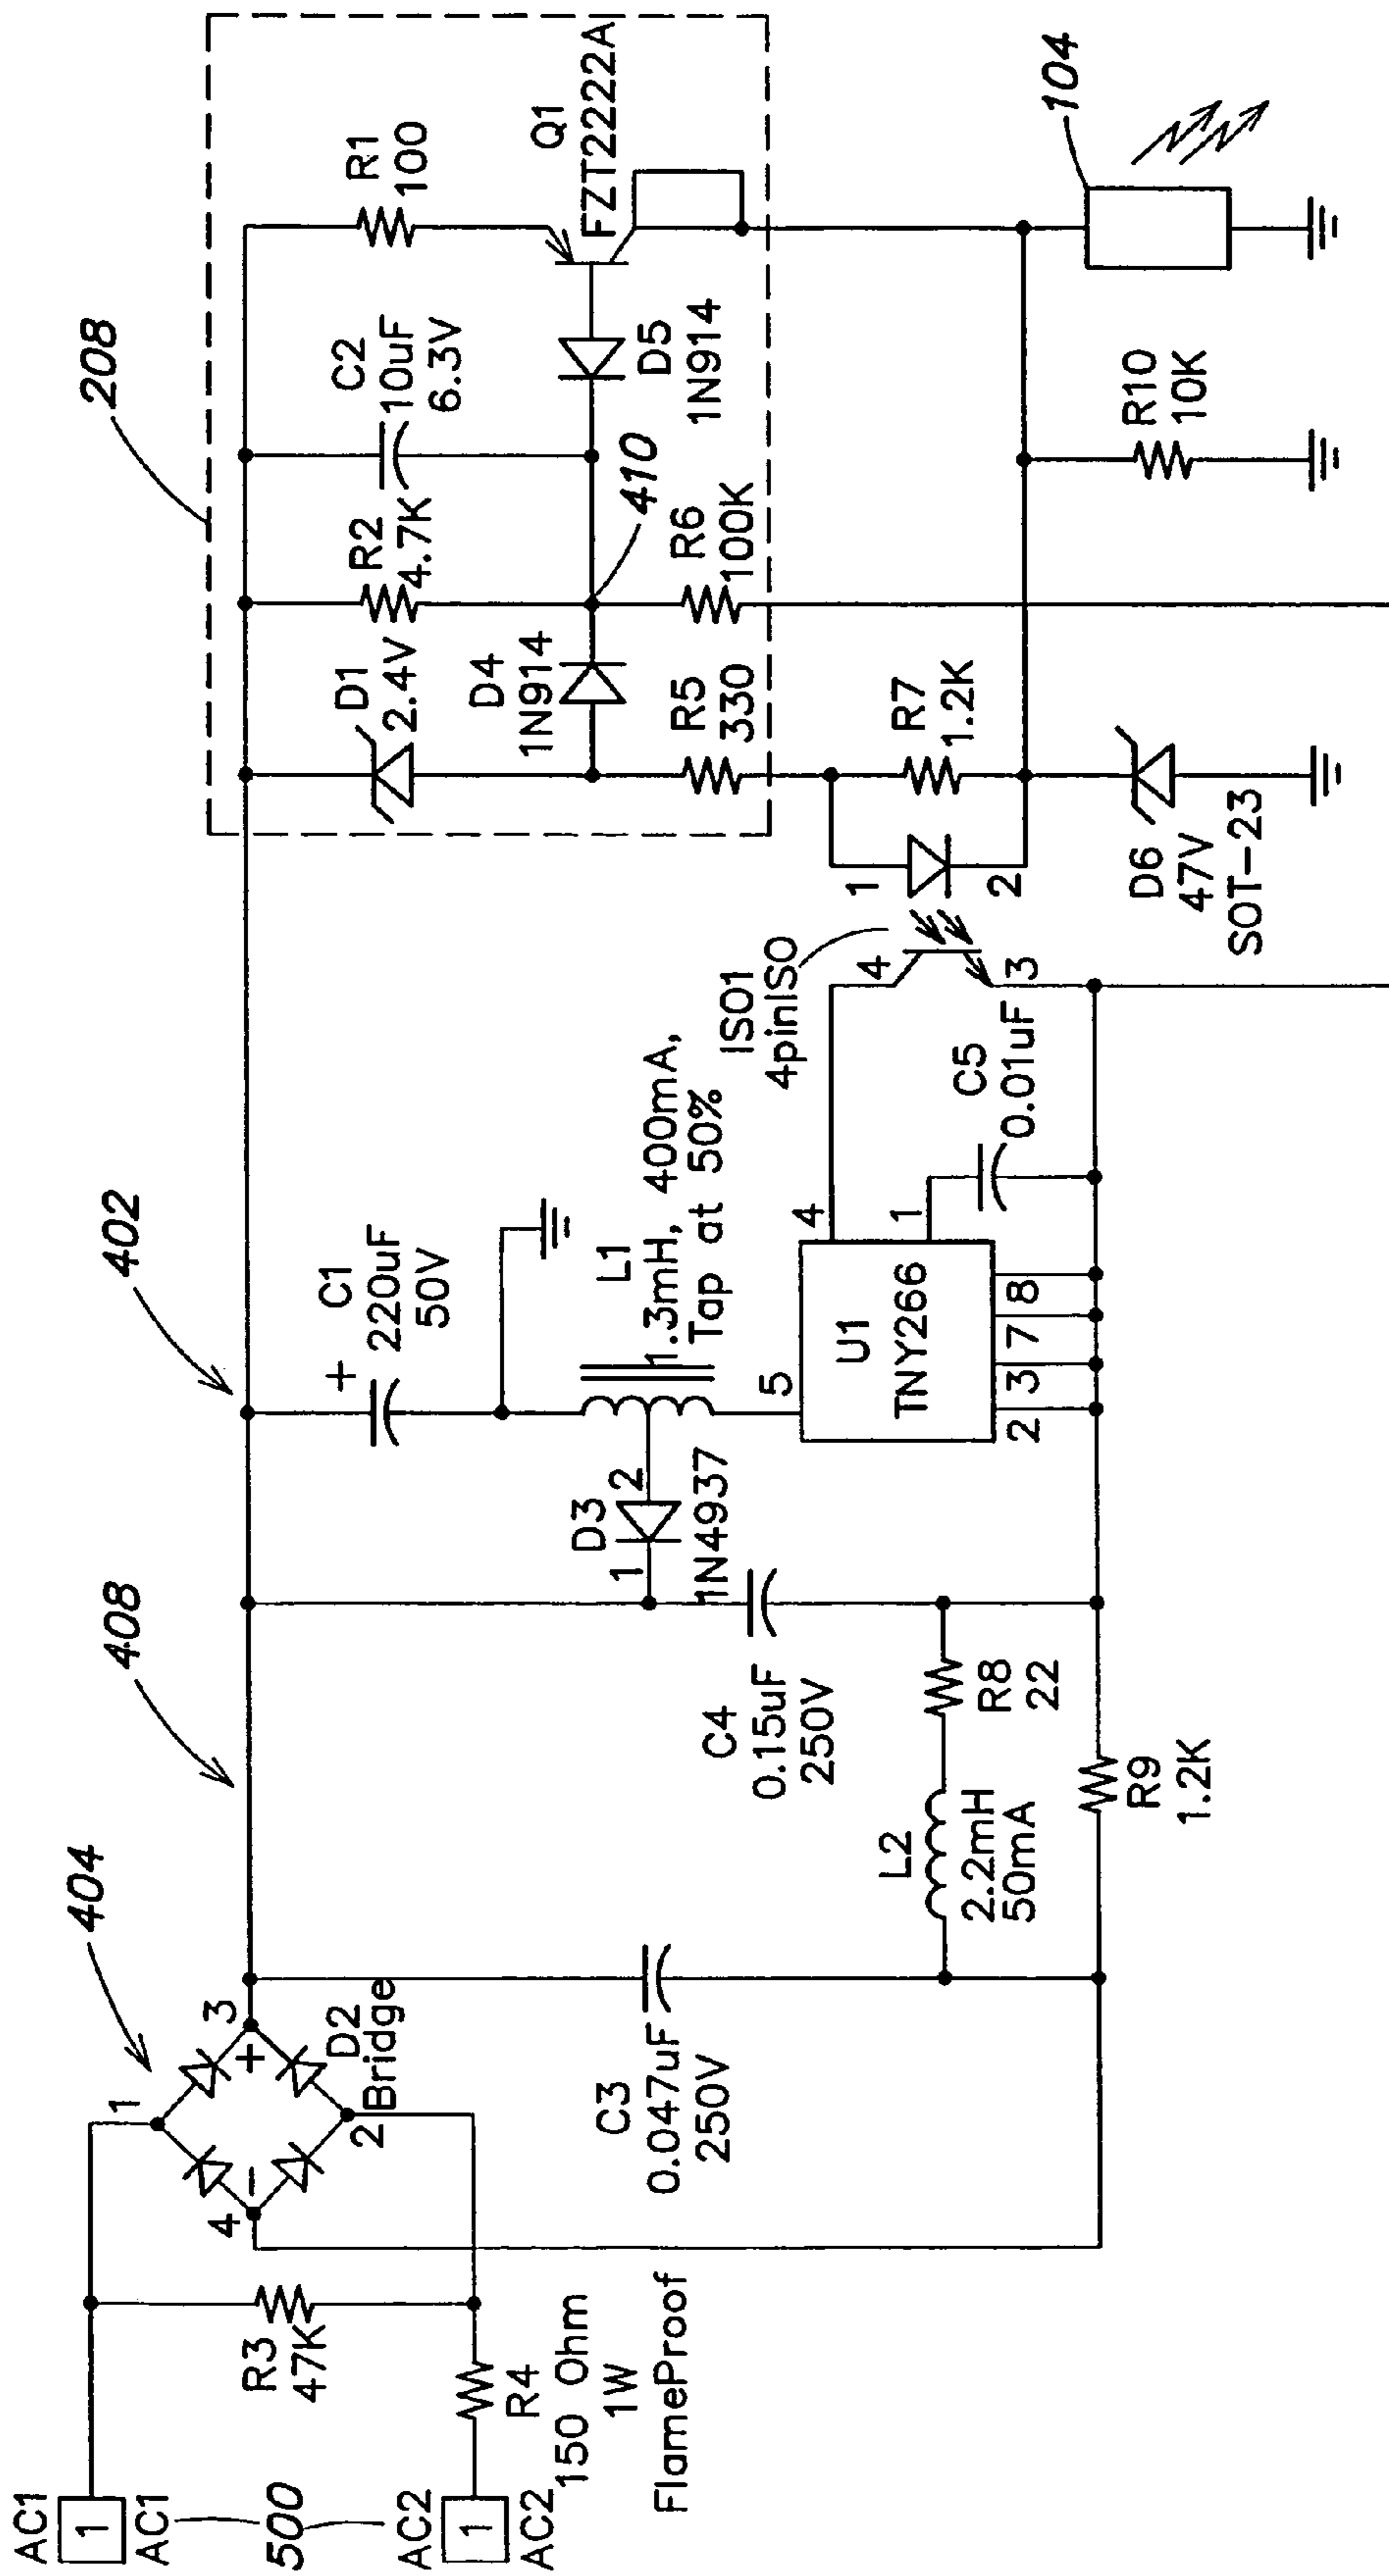 AC1
1
AC1
500
AC2
1
AC2
R3
47K
R4
150 Ohm
1W
FlameProof
404
1
3
+
-
4
2
D2
Bridge
C3
0.047uF
250V
408
L2
2.2mH
50mA
R8
22
R9
1.2K
C4
0.15uF
250V
D3
1
2
1N4937
402
+
C1
220uF
50V
L1
1.3mH, 400mA,
Tap at 50%
5
U1
TNY266
4
1
2
3
7
8
C5
0.01uF
ISO1
4pinISO
4
3
1
2
208
D1
2.4V
D4
1N914
R5
330
R7
1.2K
D6
47V
SOT-23
R2
4.7K
410
R6
100K
C2
10uF
6.3V
D5
1N914
R10
10K
R1
100
Q1
FZT2222A
104